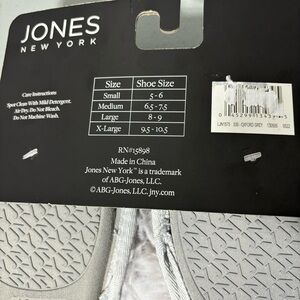 JONES
NEW YORK
Care Instructions
Spot Clean With Mild Detergent.
Air Dry. Do Not Bleach.
Do Not Machine Wash.
Size Shoe Size
Small 5 - 6
Medium 6.5 - 7.5
Large 8 - 9
X-Large 9.5 - 10.5
RN#15898
Made in China
Jones New York™ is a trademark
of ABG-Jones, LLC.
©ABG-Jones, LLC. jny.com
OXFORD GREY